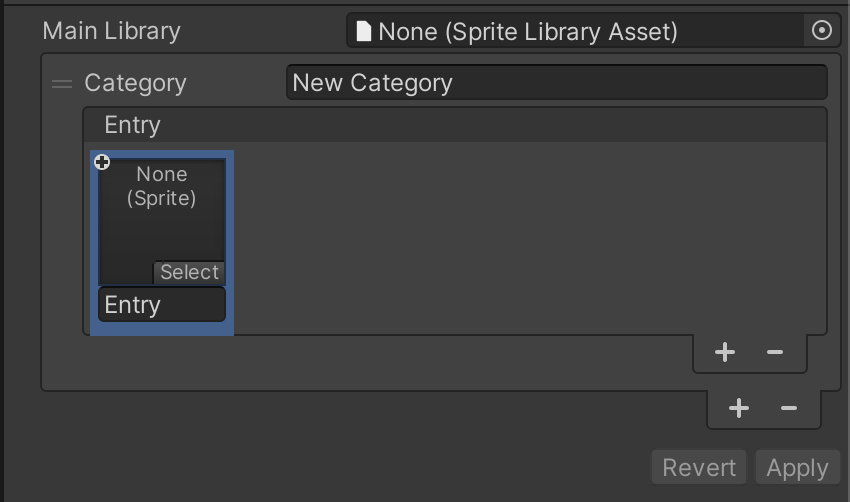 Main Library None (Sprite Library Asset)
Category New Category
Entry
None
(Sprite)
Select
Entry
Revert Apply